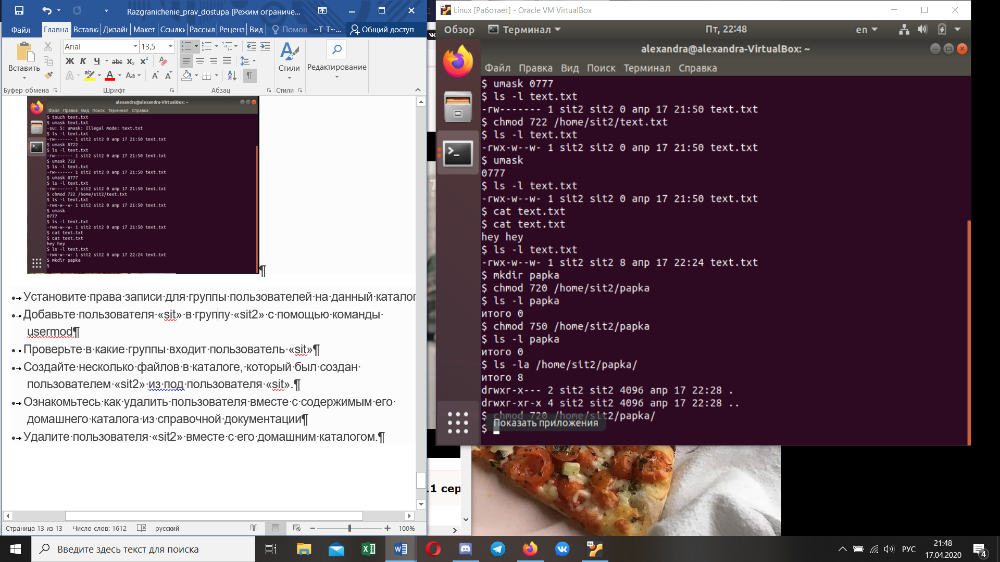 Razgranichenie_prav_dostupa [Режим ограниче...
Файл Главна Вставка Дизайн Макет Ссылки Рассыл Реценз Вид Помощ ~T_T~... Общий доступ
Вставить
Буфер обмена
Arial 13,5
Ж К Ч abc x₂ x²
Aa
Шрифт
Абзац
Стили
Стили
Редактирование
alexandra@alexandra-VirtualBox: ~
Файл Правка Вид Поиск Терминал Справка
$ touch text.txt
$ umask text.txt
-su: 5: umask: Illegal mode: text.txt
$ ls -l text.txt
-rw------- 1 sit2 sit2 0 апр 17 21:50 text.txt
$ umask 0722
$ ls -l text.txt
-rw------- 1 sit2 sit2 0 апр 17 21:50 text.txt
$ umask 722
$ ls -l text.txt
-rw------- 1 sit2 sit2 0 апр 17 21:50 text.txt
$ umask 0777
$ ls -l text.txt
-rw------- 1 sit2 sit2 0 апр 17 21:50 text.txt
$ chmod 722 /home/sit2/text.txt
$ ls -l text.txt
-rwx-w--w- 1 sit2 sit2 0 апр 17 21:50 text.txt
$ umask
0777
$ ls -l text.txt
-rwx-w--w- 1 sit2 sit2 0 апр 17 21:50 text.txt
$ cat text.txt
$ cat text.txt
hey hey
$ ls -l text.txt
-rwx-w--w- 1 sit2 sit2 8 апр 17 22:24 text.txt
$ mkdir papka
$
¶
Установите права записи для группы пользователей на данный каталог
Добавьте пользователя «sit» в группу «sit2» с помощью команды
usermod¶
Проверьте в какие группы входит пользователь «sit»¶
Создайте несколько файлов в каталоге, который был создан
пользователем «sit2» из под пользователя «sit».¶
Ознакомьтесь как удалить пользователя вместе с содержимым его
домашнего каталога из справочной документации¶
Удалите пользователя «sit2» вместе с его домашним каталогом.¶
Страница 13 из 13 Число слов: 1612 русский 100%
Linux [Работает] - Oracle VM VirtualBox
Обзор Терминал Пт, 22:48 en
alexandra@alexandra-VirtualBox: ~
Файл Правка Вид Поиск Терминал Справка
$ umask 0777
$ ls -l text.txt
-rw------- 1 sit2 sit2 0 апр 17 21:50 text.txt
$ chmod 722 /home/sit2/text.txt
$ ls -l text.txt
-rwx-w--w- 1 sit2 sit2 0 апр 17 21:50 text.txt
$ umask
0777
$ ls -l text.txt
-rwx-w--w- 1 sit2 sit2 0 апр 17 21:50 text.txt
$ cat text.txt
$ cat text.txt
hey hey
$ ls -l text.txt
-rwx-w--w- 1 sit2 sit2 8 апр 17 22:24 text.txt
$ mkdir papka
$ chmod 720 /home/sit2/papka
$ ls -l papka
итого 0
$ chmod 750 /home/sit2/papka
$ ls -l papka
итого 0
$ ls -la /home/sit2/papka/
итого 8
drwxr-x--- 2 sit2 sit2 4096 апр 17 22:28 .
drwxr-xr-x 4 sit2 sit2 4096 апр 17 22:28 ..
$ chmod 720 /home/sit2/papka/
$
Показать приложения
11 сер
Введите здесь текст для поиска
РУС
21:48
17.04.2020
4